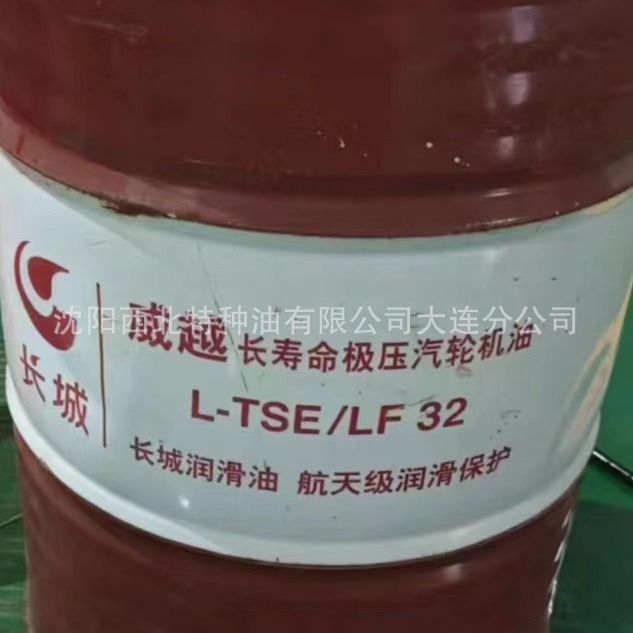 威越 长寿命极压汽轮机油
沈阳西北特种油有限公司大连分公司
长城
L-TSE/LF 32
长城润滑油 航天级润滑保护